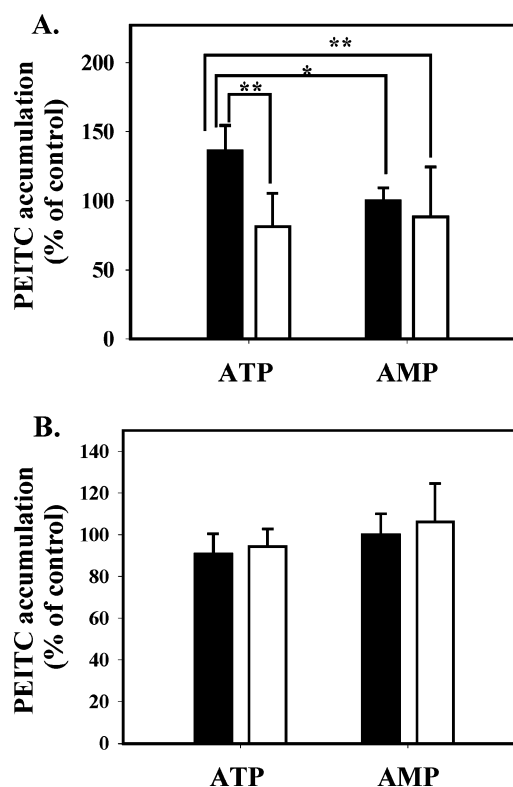 A.
PEITC accumulation
(% of control)
200
150
100
50
0
**
*
**
ATP AMP
B.
PEITC accumulation
(% of control)
140
120
100
80
60
40
20
0
ATP AMP